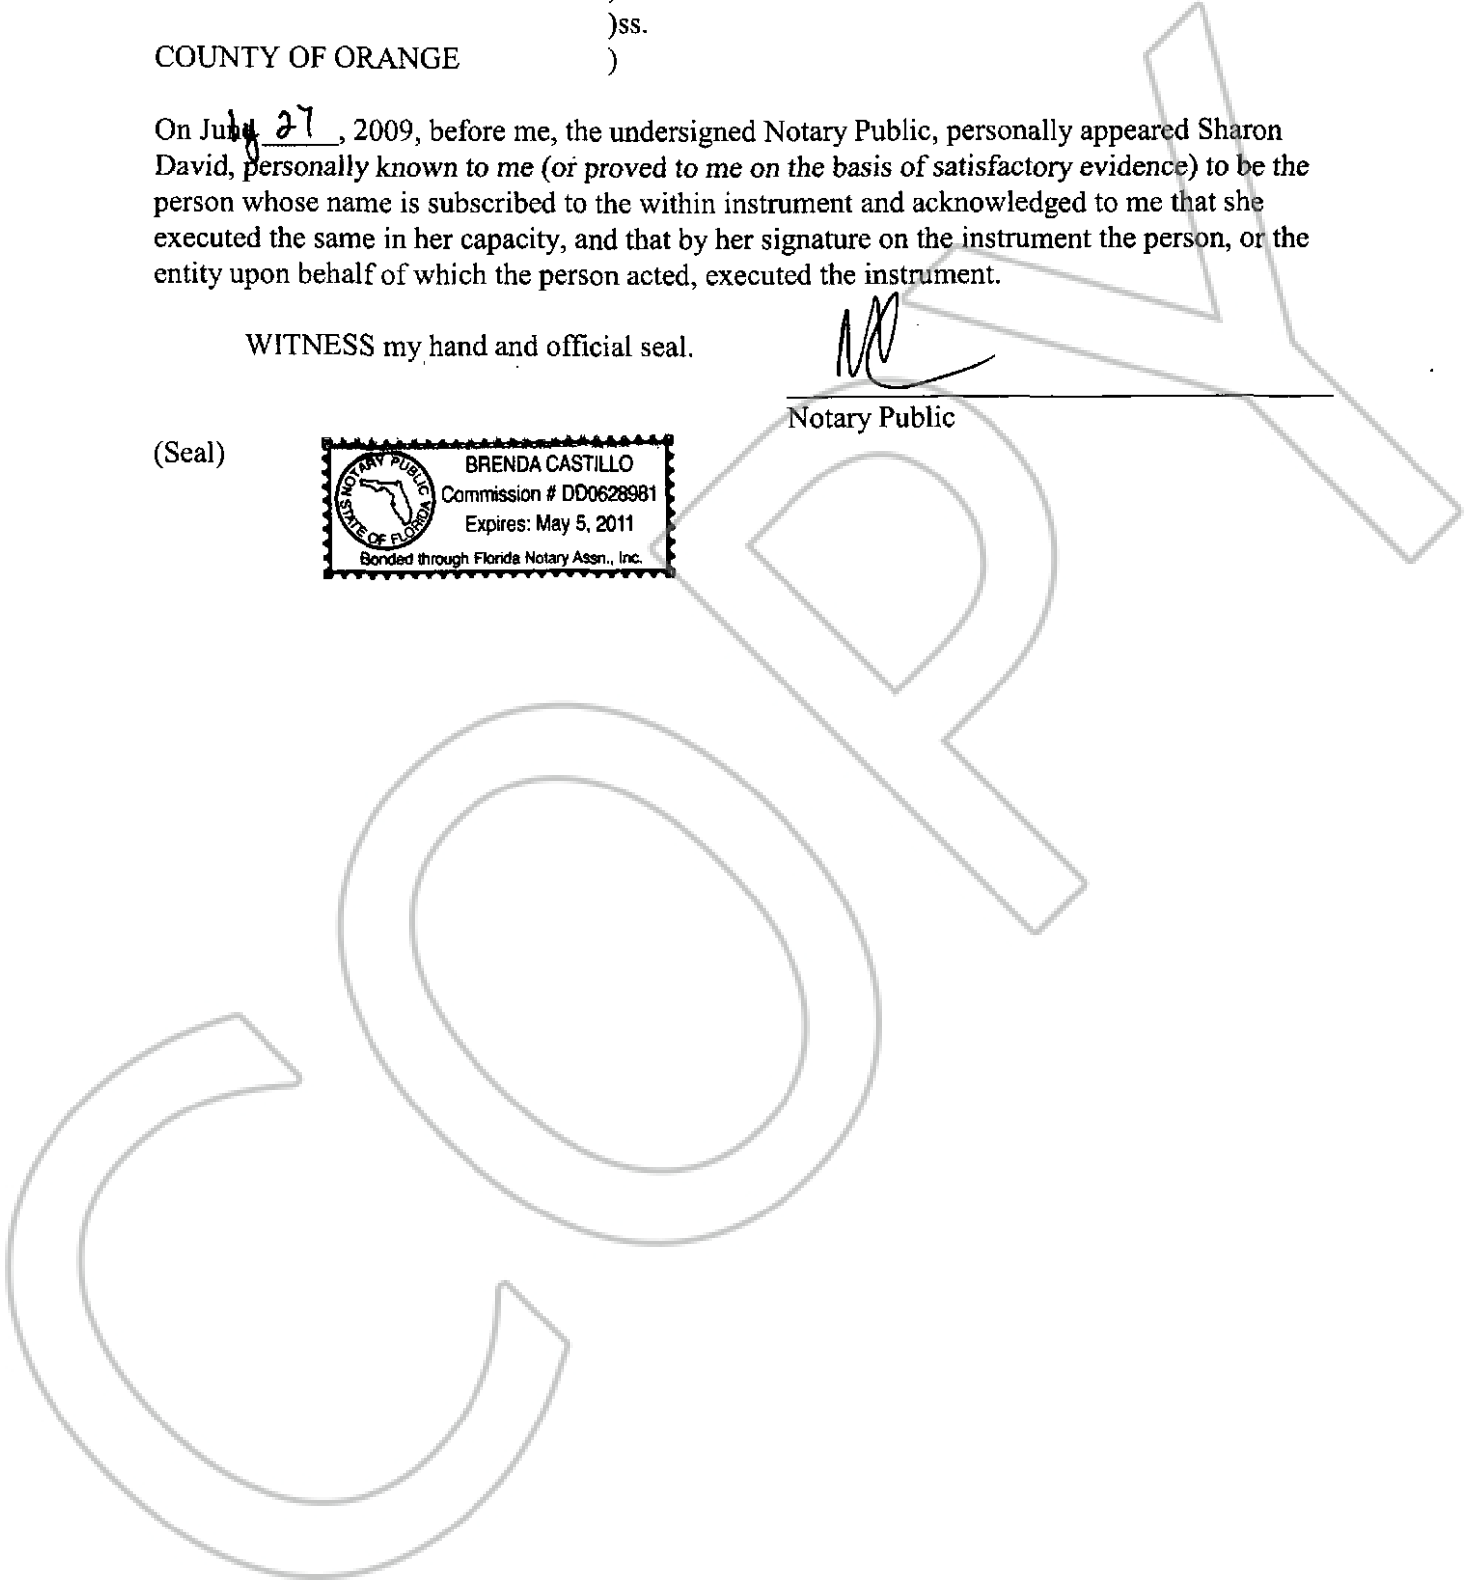 )ss.
COUNTY OF ORANGE )
On July 27, 2009, before me, the undersigned Notary Public, personally appeared Sharon
David, personally known to me (or proved to me on the basis of satisfactory evidence) to be the
person whose name is subscribed to the within instrument and acknowledged to me that she
executed the same in her capacity, and that by her signature on the instrument the person, or the
entity upon behalf of which the person acted, executed the instrument.
WITNESS my hand and official seal.
Notary Public
(Seal)
NOTARY PUBLIC
STATE OF FLORIDA
BRENDA CASTILLO
Commission # DD0628981
Expires: May 5, 2011
Bonded through Florida Notary Assn., Inc.
COPY